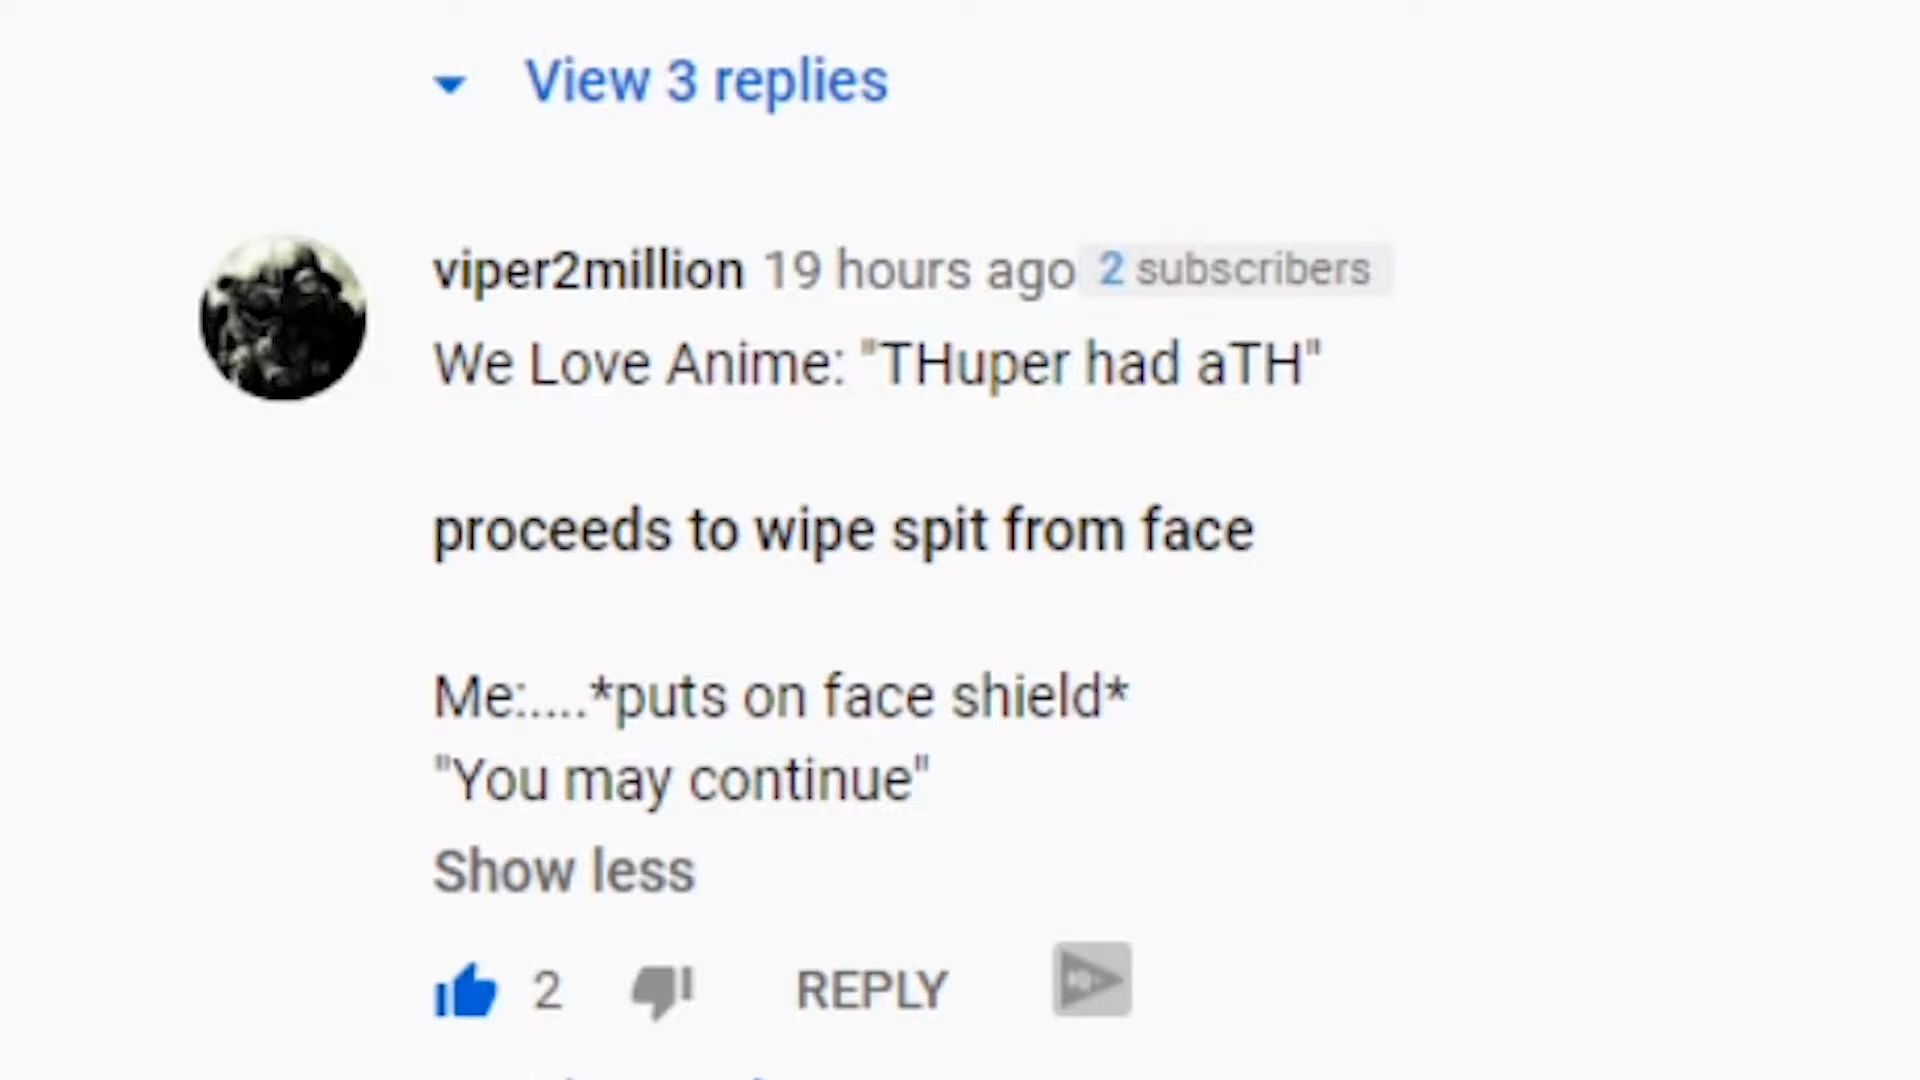 View 3 replies
viper2million 19 hours ago 2 subscribers
We Love Anime: "THuper had aTH"
proceeds to wipe spit from face
Me:....*puts on face shield*
"You may continue"
Show less
2 REPLY